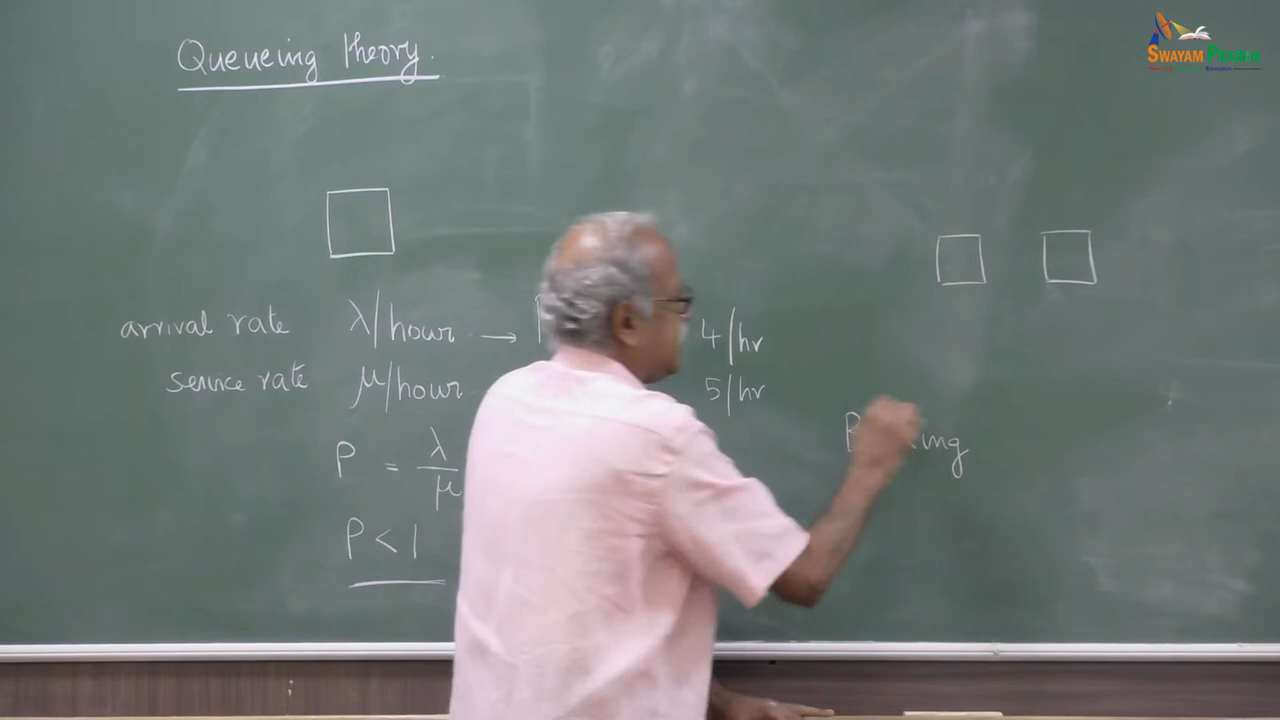 Queueing theory.
arrival rate λ/hour → 4/hr
service rate μ/hour 5/hr
P = λ/μ
P < 1
SWAYAM PRABHA